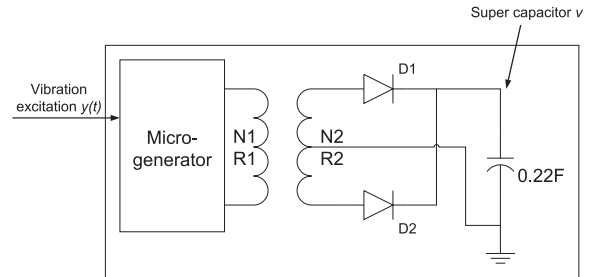 Super capacitor v
Vibration
excitation y(t)
Micro-
generator
N1
R1
N2
R2
D1
D2
0.22F